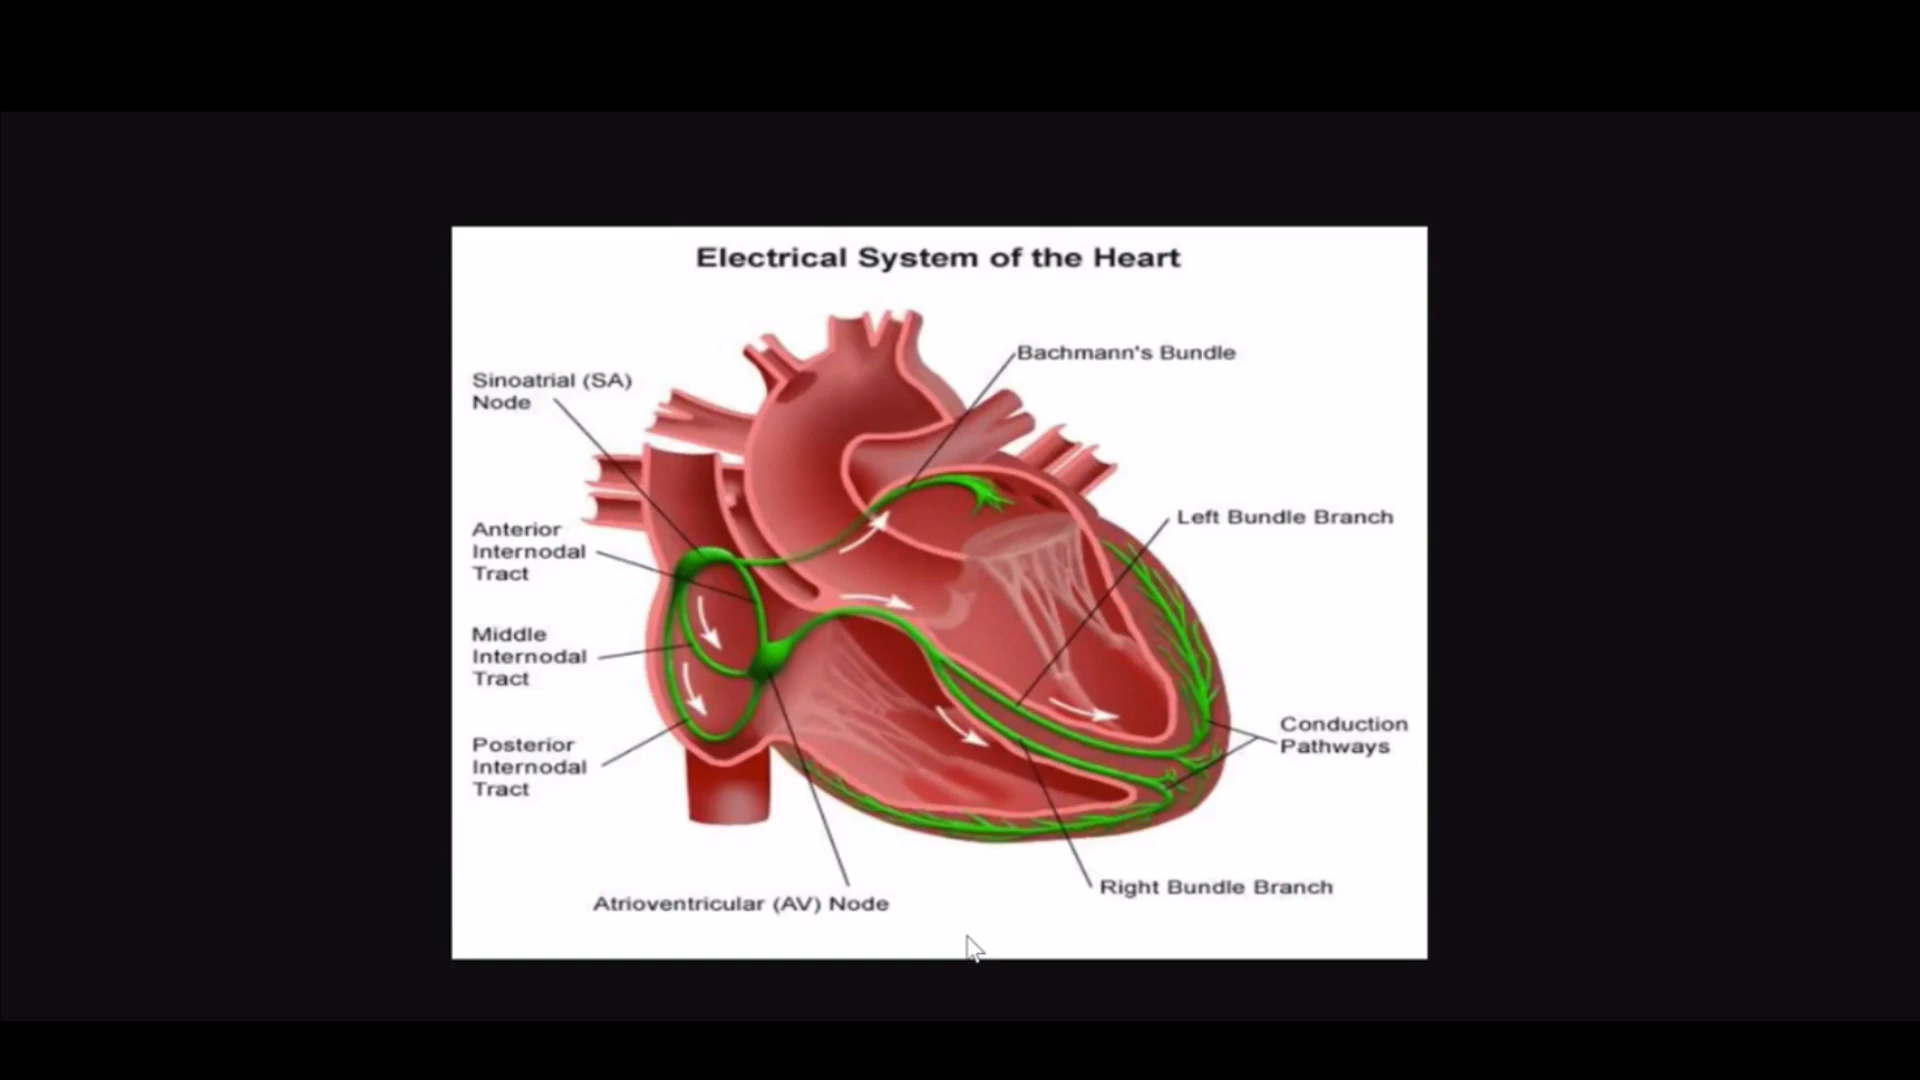 Electrical System of the Heart
Bachmann's Bundle
Sinoatrial (SA)
Node
Left Bundle Branch
Anterior
Internodal
Tract
Middle
Internodal
Tract
Conduction
Pathways
Posterior
Internodal
Tract
Right Bundle Branch
Atrioventricular (AV) Node